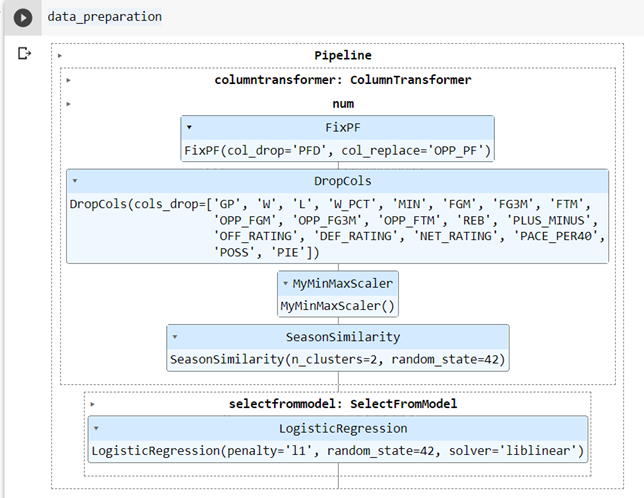 data_preparation
Pipeline
columntransformer: ColumnTransformer
num
FixPF
FixPF(col_drop='PFD', col_replace='OPP_PF')
DropCols
DropCols(cols_drop=['GP', 'W', 'L', 'W_PCT', 'MIN', 'FGM', 'FG3M', 'FTM',
'OPP_FGM', 'OPP_FG3M', 'OPP_FTM', 'REB', 'PLUS_MINUS',
'OFF_RATING', 'DEF_RATING', 'NET_RATING', 'PACE_PER40',
'POSS', 'PIE'])
MyMinMaxScaler
MyMinMaxScaler()
SeasonSimilarity
SeasonSimilarity(n_clusters=2, random_state=42)
selectfrommodel: SelectFromModel
LogisticRegression
LogisticRegression(penalty='l1', random_state=42, solver='liblinear')